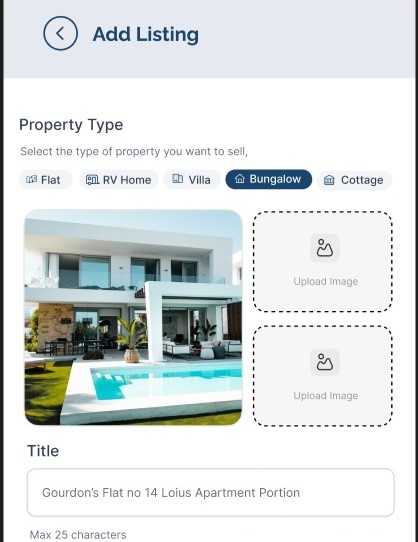 Add Listing
Property Type
Select the type of property you want to sell,
Flat RV Home Villa Bungalow Cottage
Upload Image
Upload Image
Title
Gourdon's Flat no 14 Loius Apartment Portion
Max 25 characters